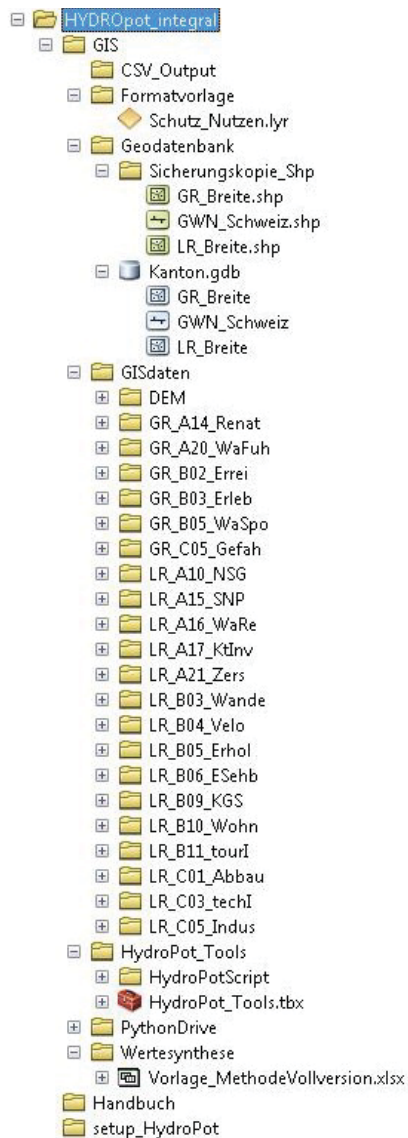 HYDROpot_integral
GIS
CSV_Output
Formatvorlage
Schutz_Nutzen.lyr
Geodatenbank
Sicherungskopie_Shp
GR_Breite.shp
GWN_Schweiz.shp
LR_Breite.shp
Kanton.gdb
GR_Breite
GWN_Schweiz
LR_Breite
GISdaten
DEM
GR_A14_Renat
GR_A20_WaFuh
GR_B02_Errei
GR_B03_Erleb
GR_B05_WaSpo
GR_C05_Gefah
LR_A10_NSG
LR_A15_SNP
LR_A16_WaRe
LR_A17_KtInv
LR_A21_Zers
LR_B03_Wande
LR_B04_Velo
LR_B05_Erhol
LR_B06_ESehb
LR_B09_KGS
LR_B10_Wohn
LR_B11_tourI
LR_C01_Abbau
LR_C03_techI
LR_C05_Indus
HydroPot_Tools
HydroPotScript
HydroPot_Tools.tbx
PythonDrive
Wertesynthese
Vorlage_MethodeVollversion.xlsx
Handbuch
setup_HydroPot